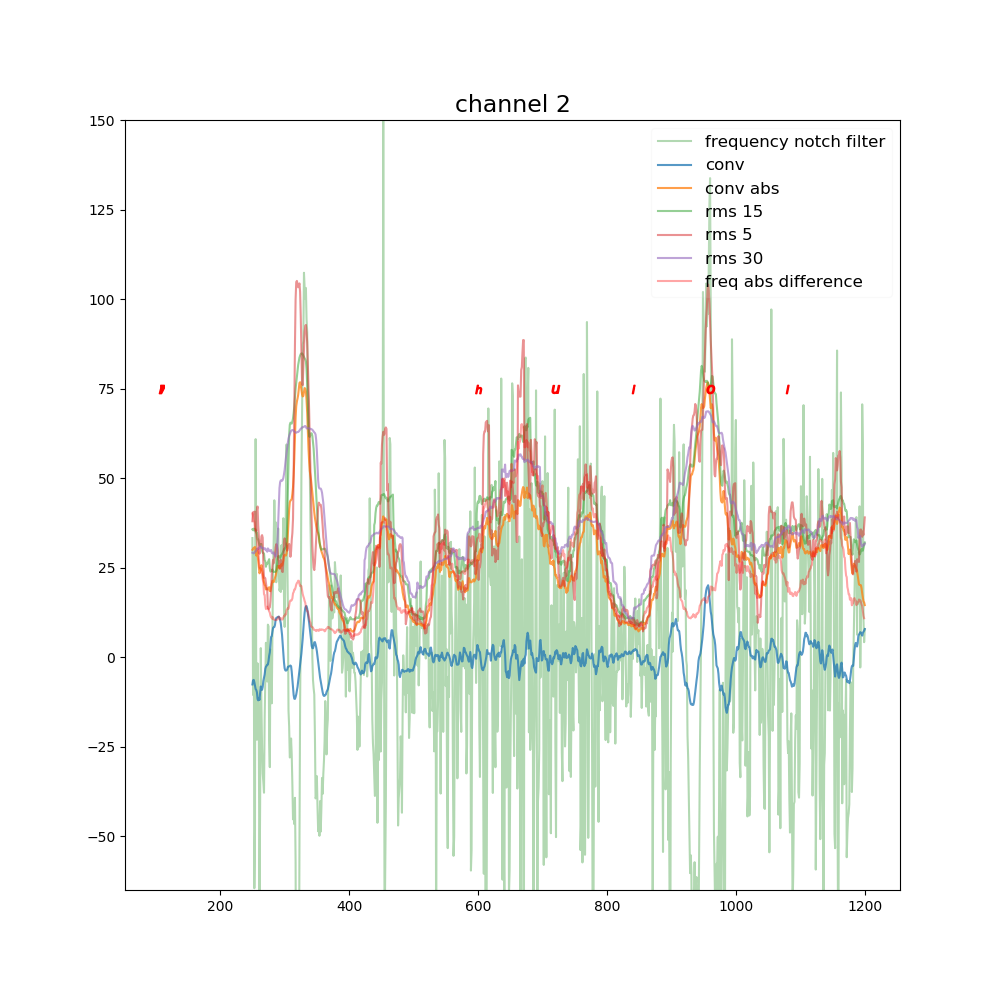 channel 2
150
125
100
75
50
25
0
−25
−50
frequency notch filter
conv
conv abs
rms 15
rms 5
rms 30
freq abs difference
h u l o l
200 400 600 800 1000 1200